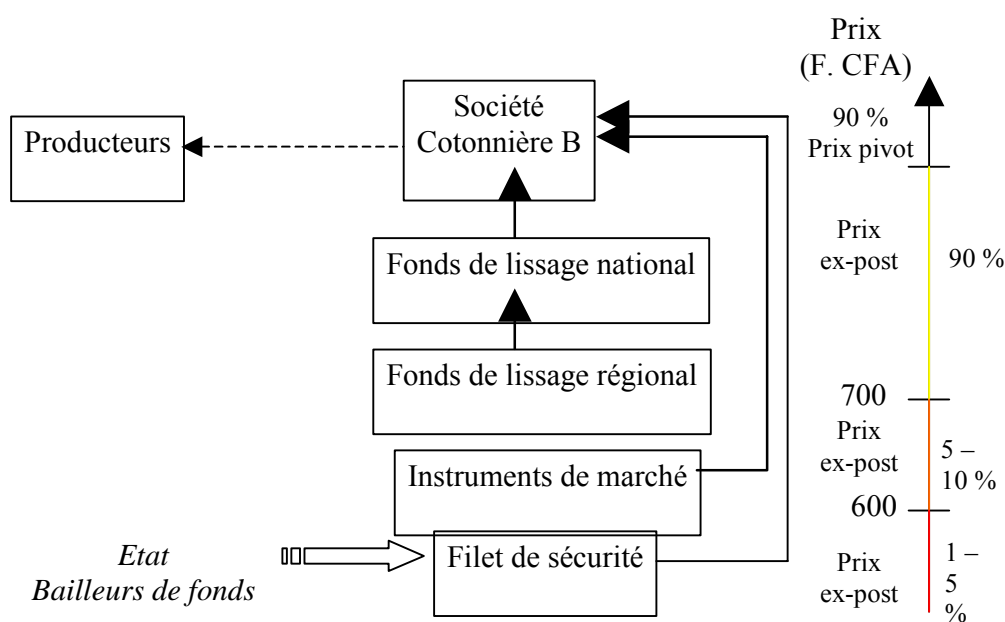 Prix
(F. CFA)
90 %
Prix pivot
Producteurs
Société
Cotonnière B
Fonds de lissage national
Prix
ex-post
90 %
Fonds de lissage régional
700
Instruments de marché
Prix
ex-post
5 –
10 %
600
Etat
Bailleurs de fonds
Filet de sécurité
Prix
ex-post
1 –
5
%